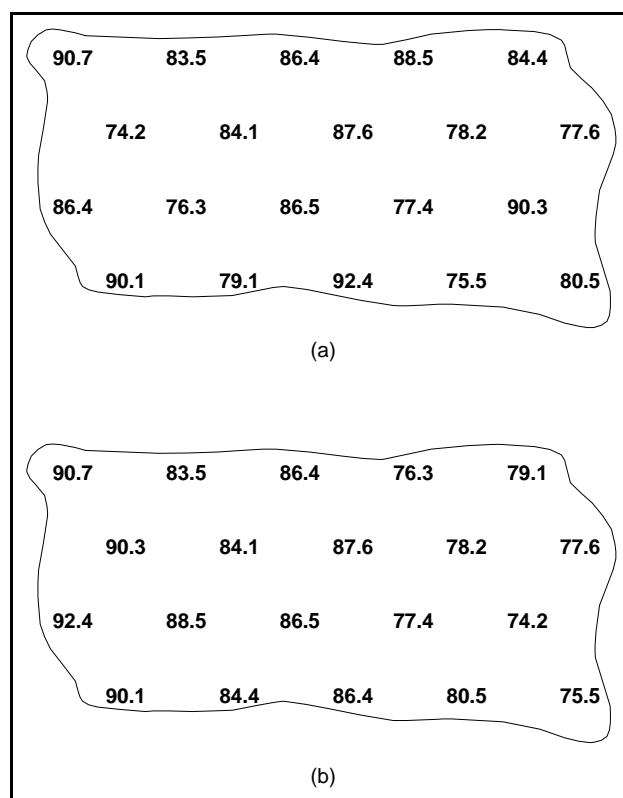 90.7 83.5 86.4 88.5 84.4
74.2 84.1 87.6 78.2 77.6
86.4 76.3 86.5 77.4 90.3
90.1 79.1 92.4 75.5 80.5
(a)
90.7 83.5 86.4 76.3 79.1
90.3 84.1 87.6 78.2 77.6
92.4 88.5 86.5 77.4 74.2
90.1 84.4 86.4 80.5 75.5
(b)